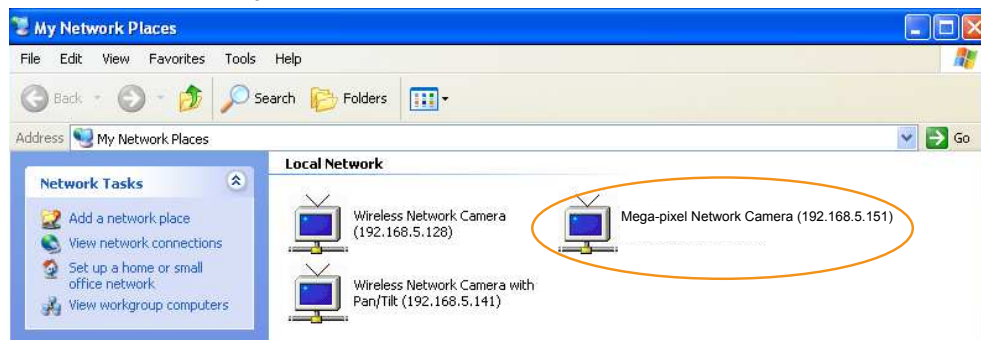 My Network Places
File Edit View Favorites Tools Help
Back Search Folders
Address My Network Places Go
Local Network
Network Tasks
Add a network place
View network connections
Set up a home or small
office network
View workgroup computers
Wireless Network Camera
(192.168.5.128)
Mega-pixel Network Camera (192.168.5.151)
Wireless Network Camera with
Pan/Tilt (192.168.5.141)